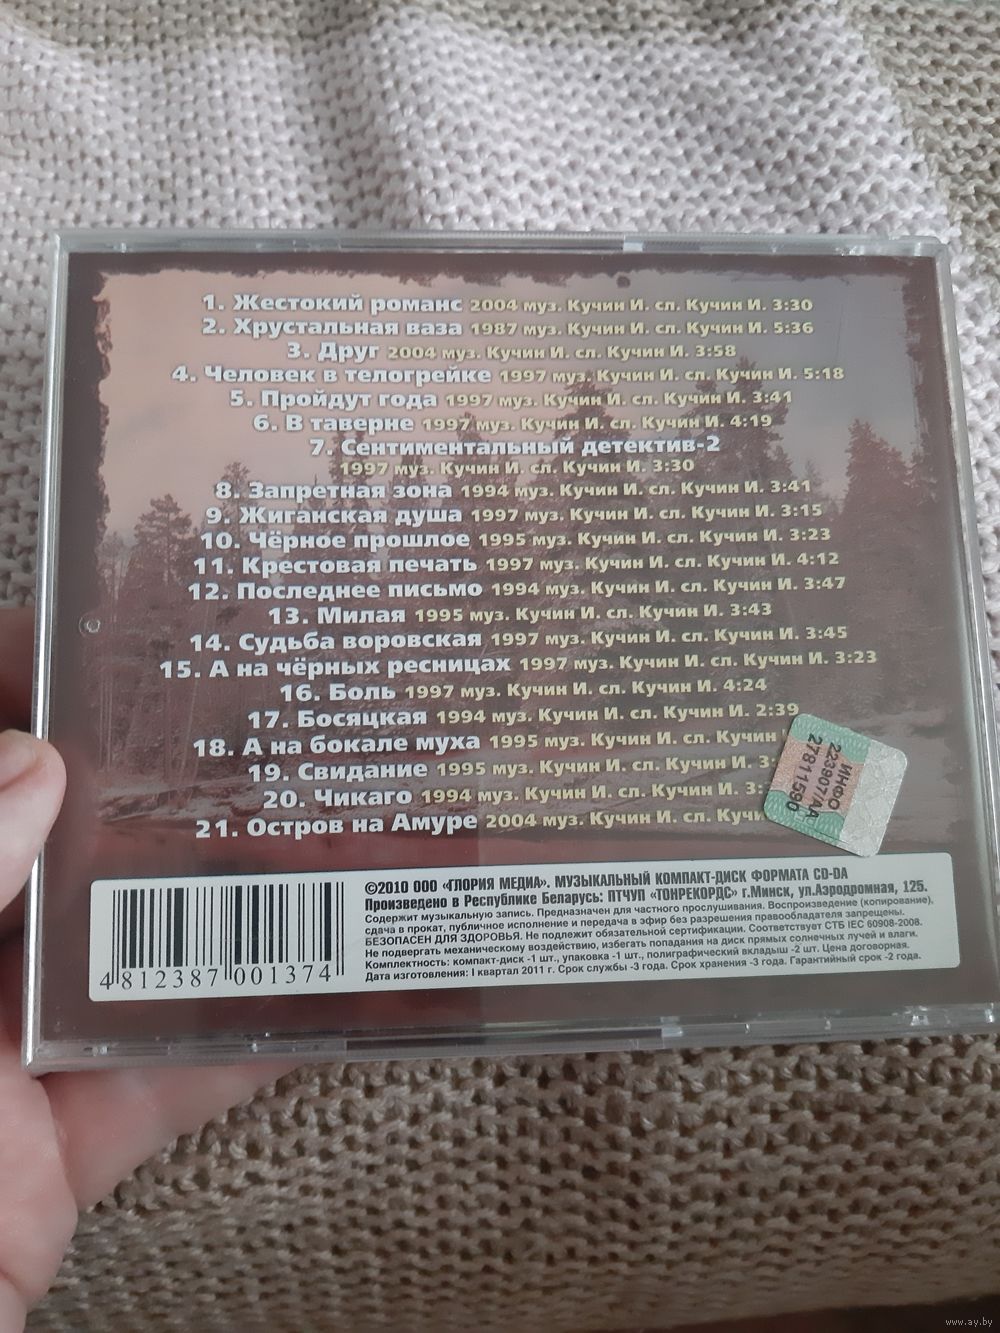 1. Жестокий романс 2004 муз. Кучин И. сл. Кучин И. 3:30
2. Хрустальная ваза 1987 муз. Кучин И. сл. Кучин И. 5:36
3. Друг 2004 муз. Кучин И. сл. Кучин И. 3:58
4. Человек в телогрейке 1997 муз. Кучин И. сл. Кучин И. 5:18
5. Пройдут года 1997 муз. Кучин И. сл. Кучин И. 3:41
6. В таверне 1997 муз. Кучин И. сл. Кучин И. 4:19
7. Сентиментальный детектив-2
1997 муз. Кучин И. сл. Кучин И. 3:30
8. Запретная зона 1994 муз. Кучин И. сл. Кучин И. 3:41
9. Жиганская душа 1997 муз. Кучин И. сл. Кучин И. 3:15
10. Чёрное прошлое 1995 муз. Кучин И. сл. Кучин И. 3:23
11. Крестовая печать 1997 муз. Кучин И. сл. Кучин И. 4:12
12. Последнее письмо 1994 муз. Кучин И. сл. Кучин И. 3:47
13. Милая 1995 муз. Кучин И. сл. Кучин И. 3:43
14. Судьба воровская 1997 муз. Кучин И. сл. Кучин И. 3:45
15. А на чёрных ресницах 1997 муз. Кучин И. сл. Кучин И. 3:23
16. Боль 1997 муз. Кучин И. сл. Кучин И. 4:24
17. Босяцкая 1994 муз. Кучин И. сл. Кучин И. 2:39
18. А на бокале муха 1995 муз. Кучин И. сл. Кучин
19. Свидание 1995 муз. Кучин И. сл. Кучин И. 3:
20. Чикаго 1994 муз. Кучин И. сл. Кучин И. 3:
21. Остров на Амуре 2004 муз. Кучин И. сл. Кучи
ИНФО
223907/АА
27811590
©2010 ООО «ГЛОРИЯ МЕДИА». МУЗЫКАЛЬНЫЙ КОМПАКТ-ДИСК ФОРМАТА CD-DA
Произведено в Республике Беларусь: ПТЧУП «ТОНРЕКОРДС» г.Минск, ул.Аэродромная, 125.
Содержит музыкальную запись. Предназначен для частного прослушивания. Воспроизведение (копирование),
сдача в прокат, публичное исполнение и передача в эфир без разрешения правообладателя запрещены.
БЕЗОПАСЕН ДЛЯ ЗДОРОВЬЯ. Не подлежит обязательной сертификации. Соответствует СТБ IEC 60908-2008.
Не подвергать механическому воздействию, избегать попадания на диск прямых солнечных лучей и влаги.
Комплектность: компакт-диск -1 шт., упаковка -1 шт., полиграфический вкладыш -2 шт. Цена договорная.
Дата изготовления: I квартал 2011 г. Срок службы -3 года. Срок хранения -3 года. Гарантийный срок -2 года.
4 812387 001374
www.ay.by